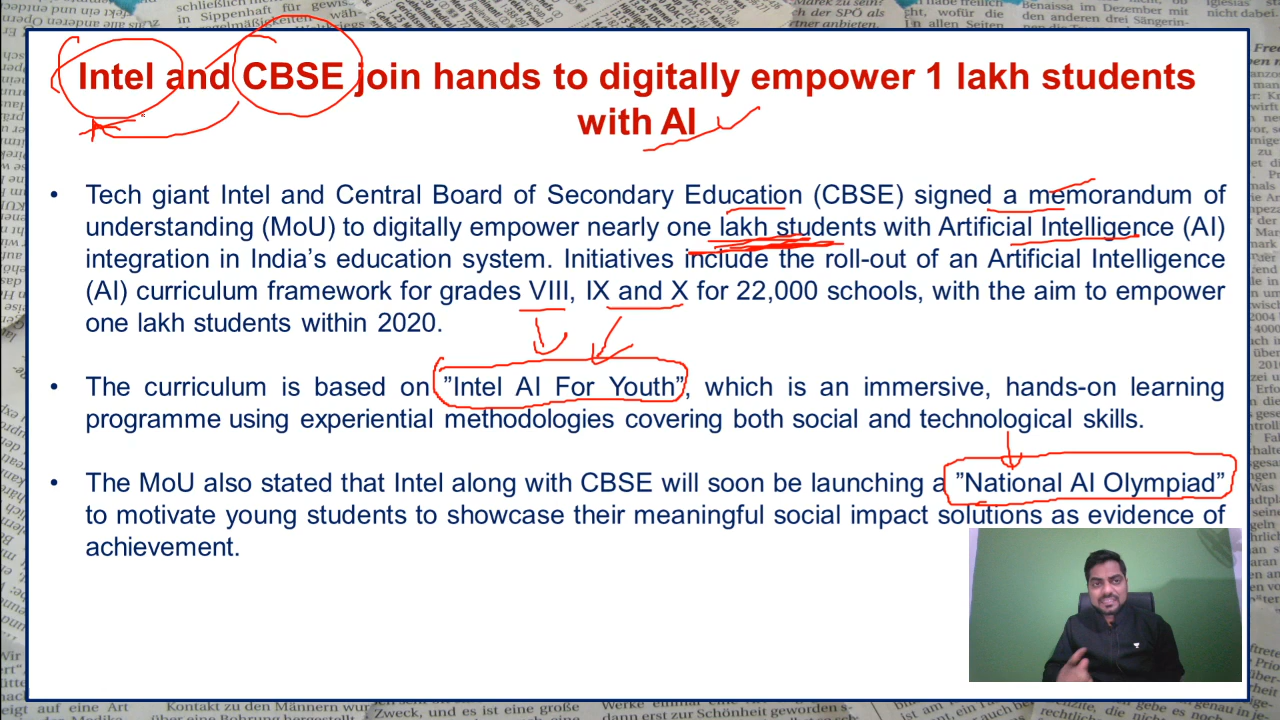 Intel and CBSE join hands to digitally empower 1 lakh students
with AI
• Tech giant Intel and Central Board of Secondary Education (CBSE) signed a memorandum of
understanding (MoU) to digitally empower nearly one lakh students with Artificial Intelligence (AI)
integration in India’s education system. Initiatives include the roll-out of an Artificial Intelligence
(AI) curriculum framework for grades VIII, IX and X for 22,000 schools, with the aim to empower
one lakh students within 2020.
• The curriculum is based on ”Intel AI For Youth”, which is an immersive, hands-on learning
programme using experiential methodologies covering both social and technological skills.
• The MoU also stated that Intel along with CBSE will soon be launching a ”National AI Olympiad”
to motivate young students to showcase their meaningful social impact solutions as evidence of
achievement.